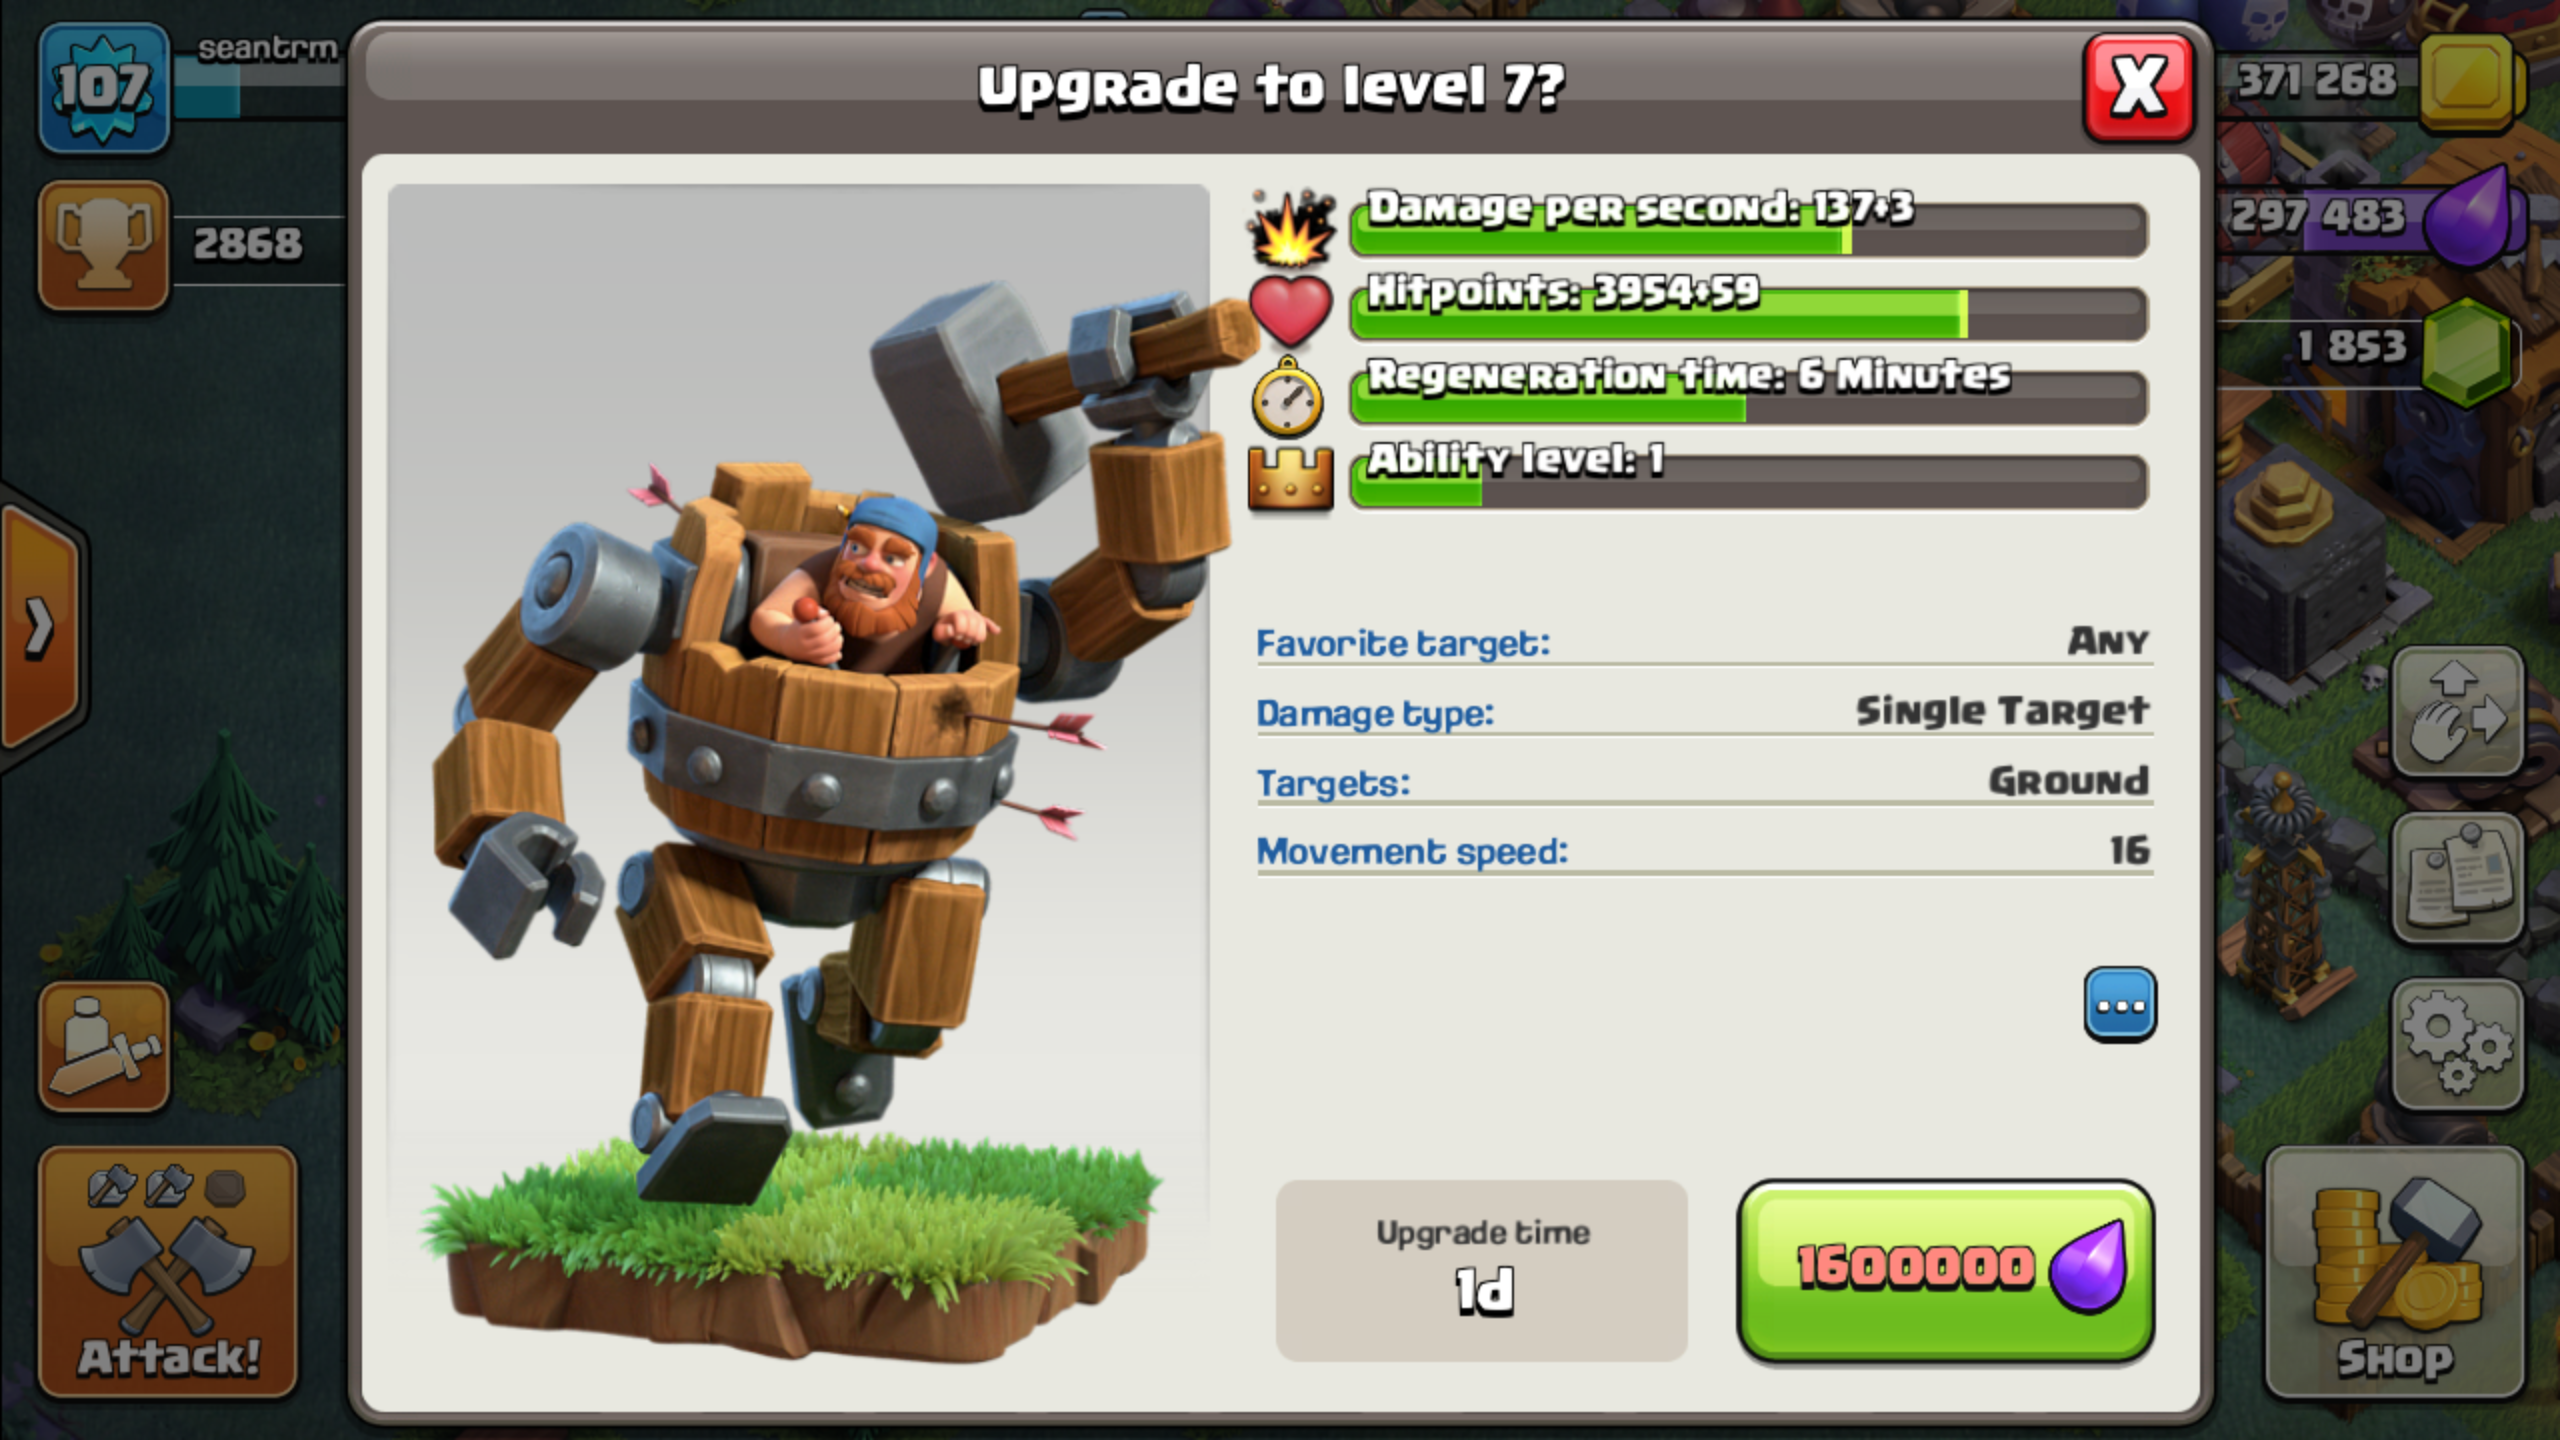 107
seantrm
2868
Upgrade to level 7?
X
371 268
297 483
1 853
Damage per second: 137+3
Hitpoints: 3954+59
Regeneration time: 6 Minutes
Ability level: 1
Favorite target: Any
Damage type: Single Target
Targets: Ground
Movement speed: 16
...
Upgrade time
1d
1600000
Attack!
Shop